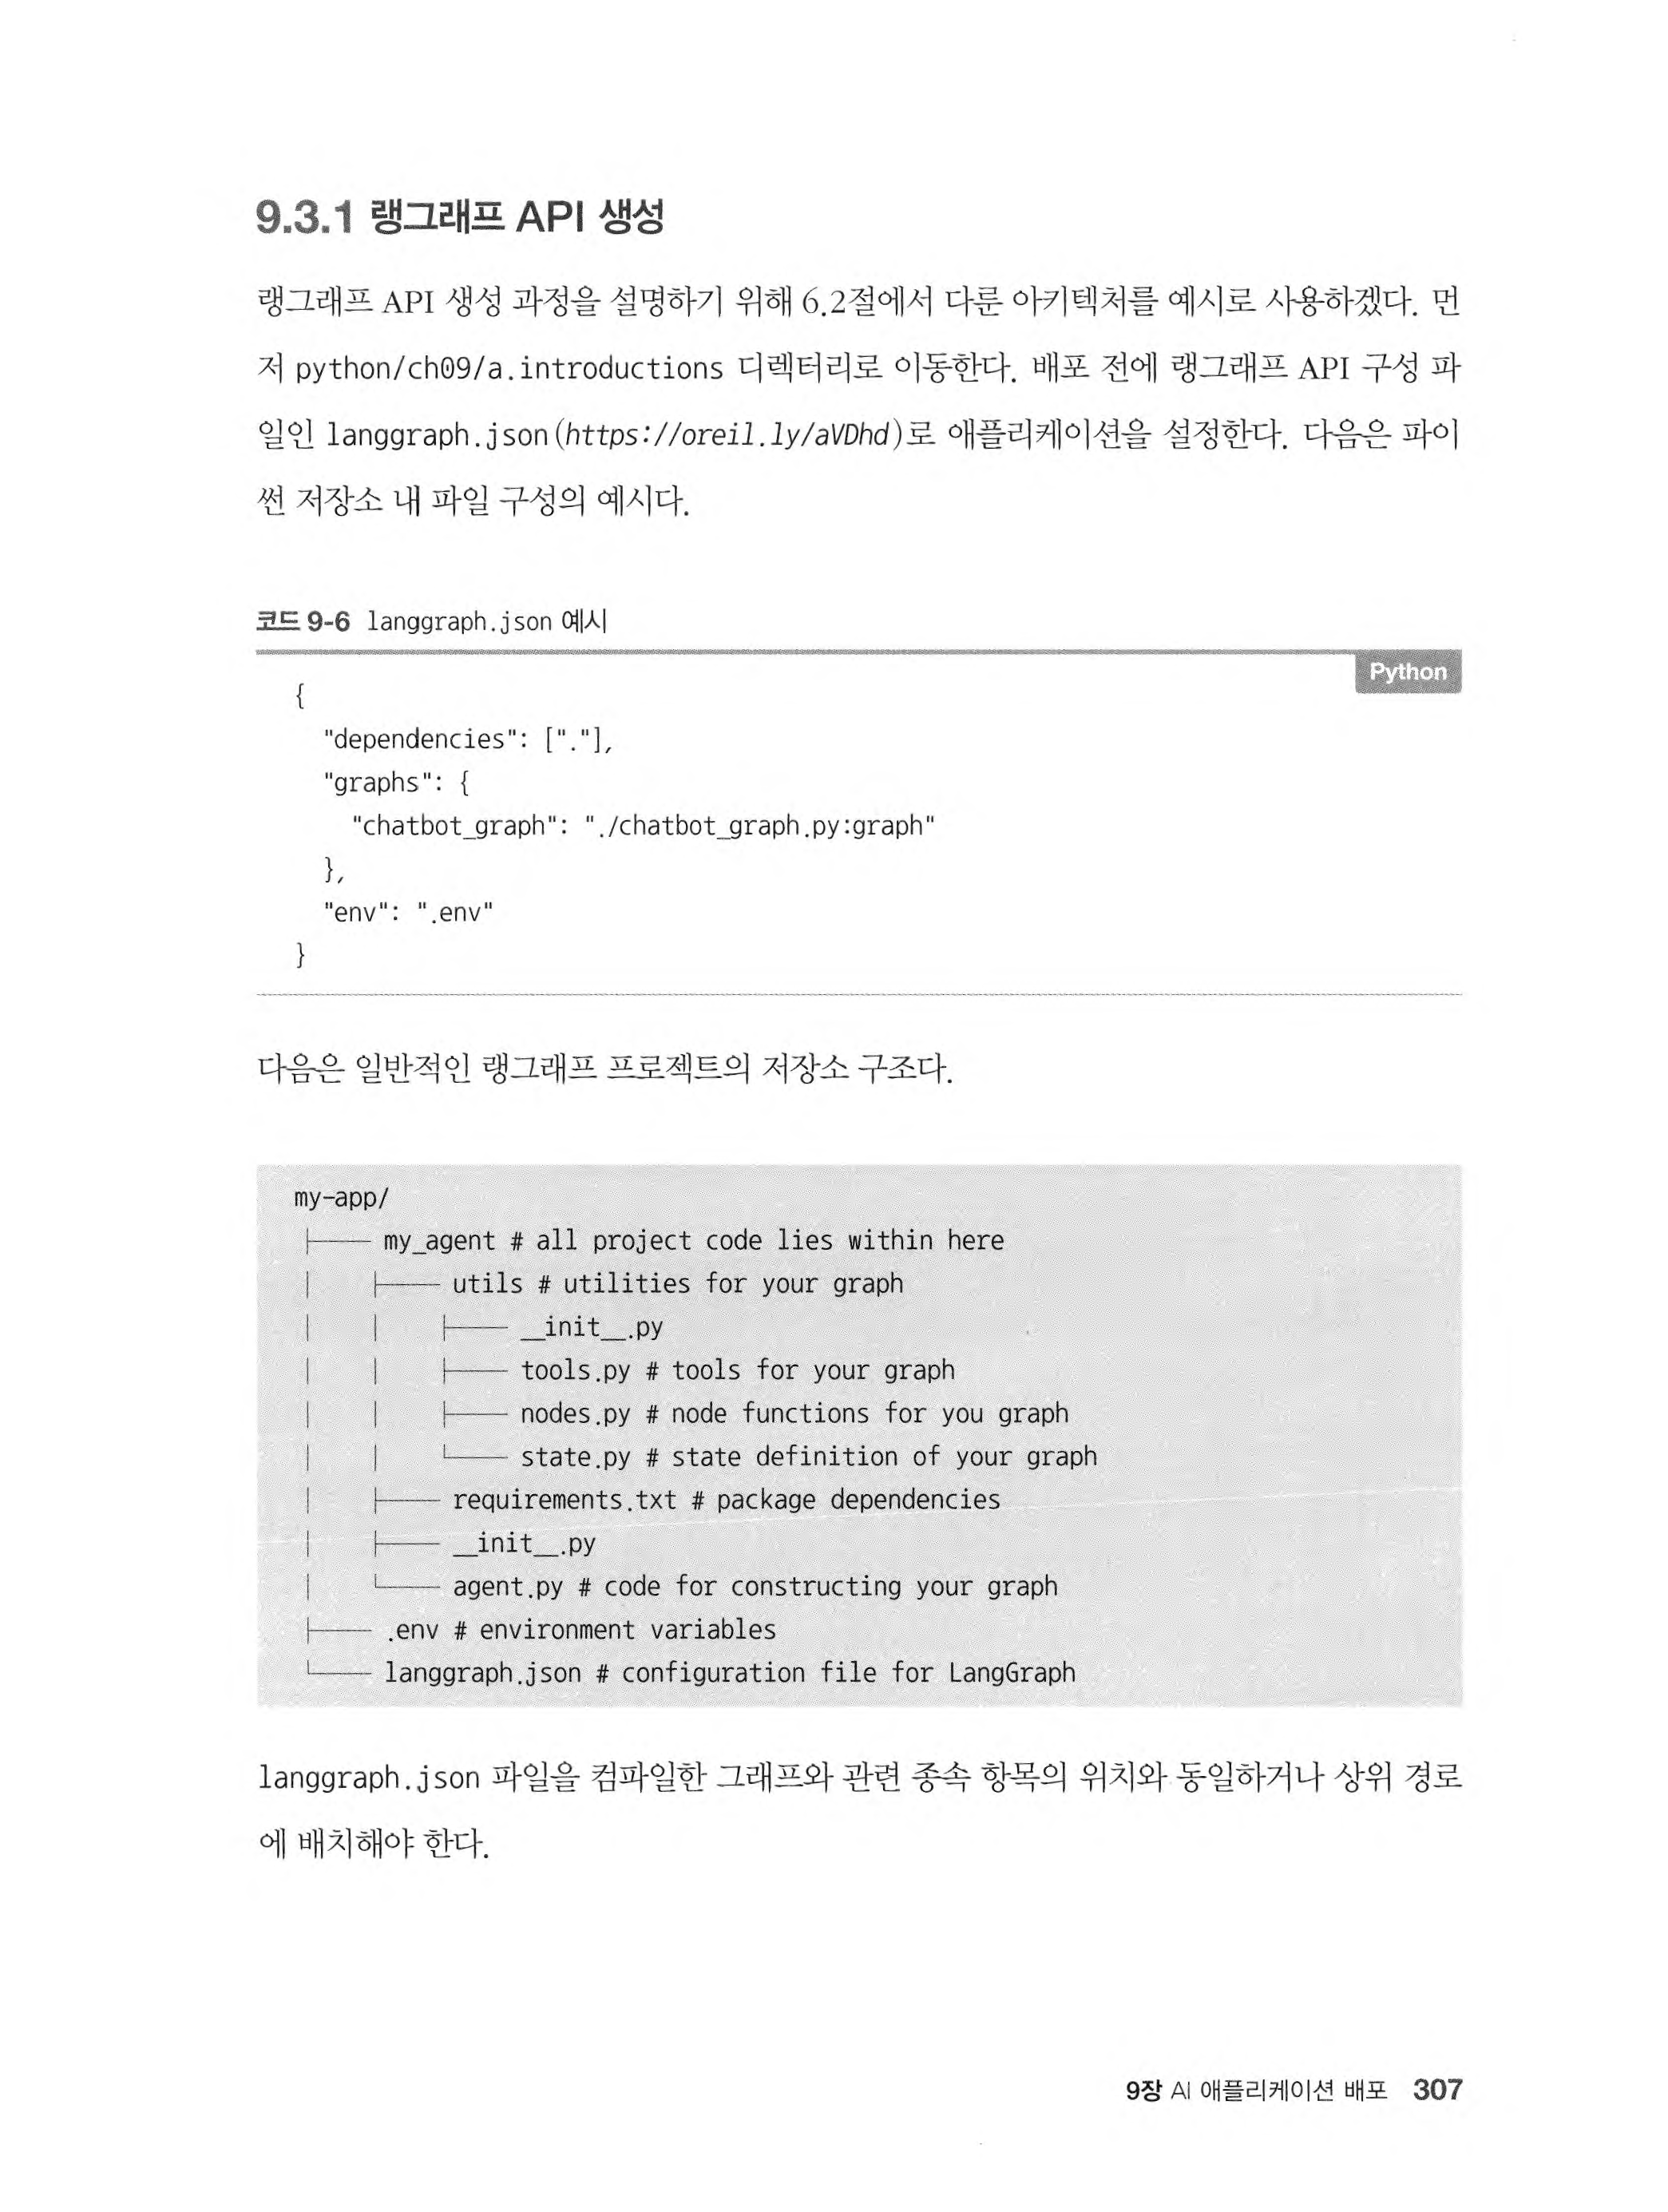 9.3.1 랭그래프 API 생성
랭그래프 API 생성 과정을 설명하기 위해 6.2절에서 다룬 아키텍처를 예시로 사용하겠다. 먼
저 python/ch09/a.introductions 디렉터리로 이동한다. 배포 전에 랭그래프 API 구성 파
일인 langgraph.json(https://oreil.ly/aVDhd)로 애플리케이션을 설정한다. 다음은 파이
썬 저장소 내 파일 구성의 예시다.
코드 9-6 langgraph.json 예시
Python
{
  "dependencies": ["."],
  "graphs": {
    "chatbot_graph": "./chatbot_graph.py:graph"
  },
  "env": ".env"
}
다음은 일반적인 랭그래프 프로젝트의 저장소 구조다.
my-app/
├── my_agent # all project code lies within here
│   ├── utils # utilities for your graph
│   │   ├── __init__.py
│   │   ├── tools.py # tools for your graph
│   │   ├── nodes.py # node functions for you graph
│   │   └── state.py # state definition of your graph
│   ├── requirements.txt # package dependencies
│   ├── __init__.py
│   └── agent.py # code for constructing your graph
├── .env # environment variables
└── langgraph.json # configuration file for LangGraph
langgraph.json 파일을 컴파일한 그래프와 관련 종속 항목의 위치와 동일하거나 상위 경로
에 배치해야 한다.
9장 AI 애플리케이션 배포 307